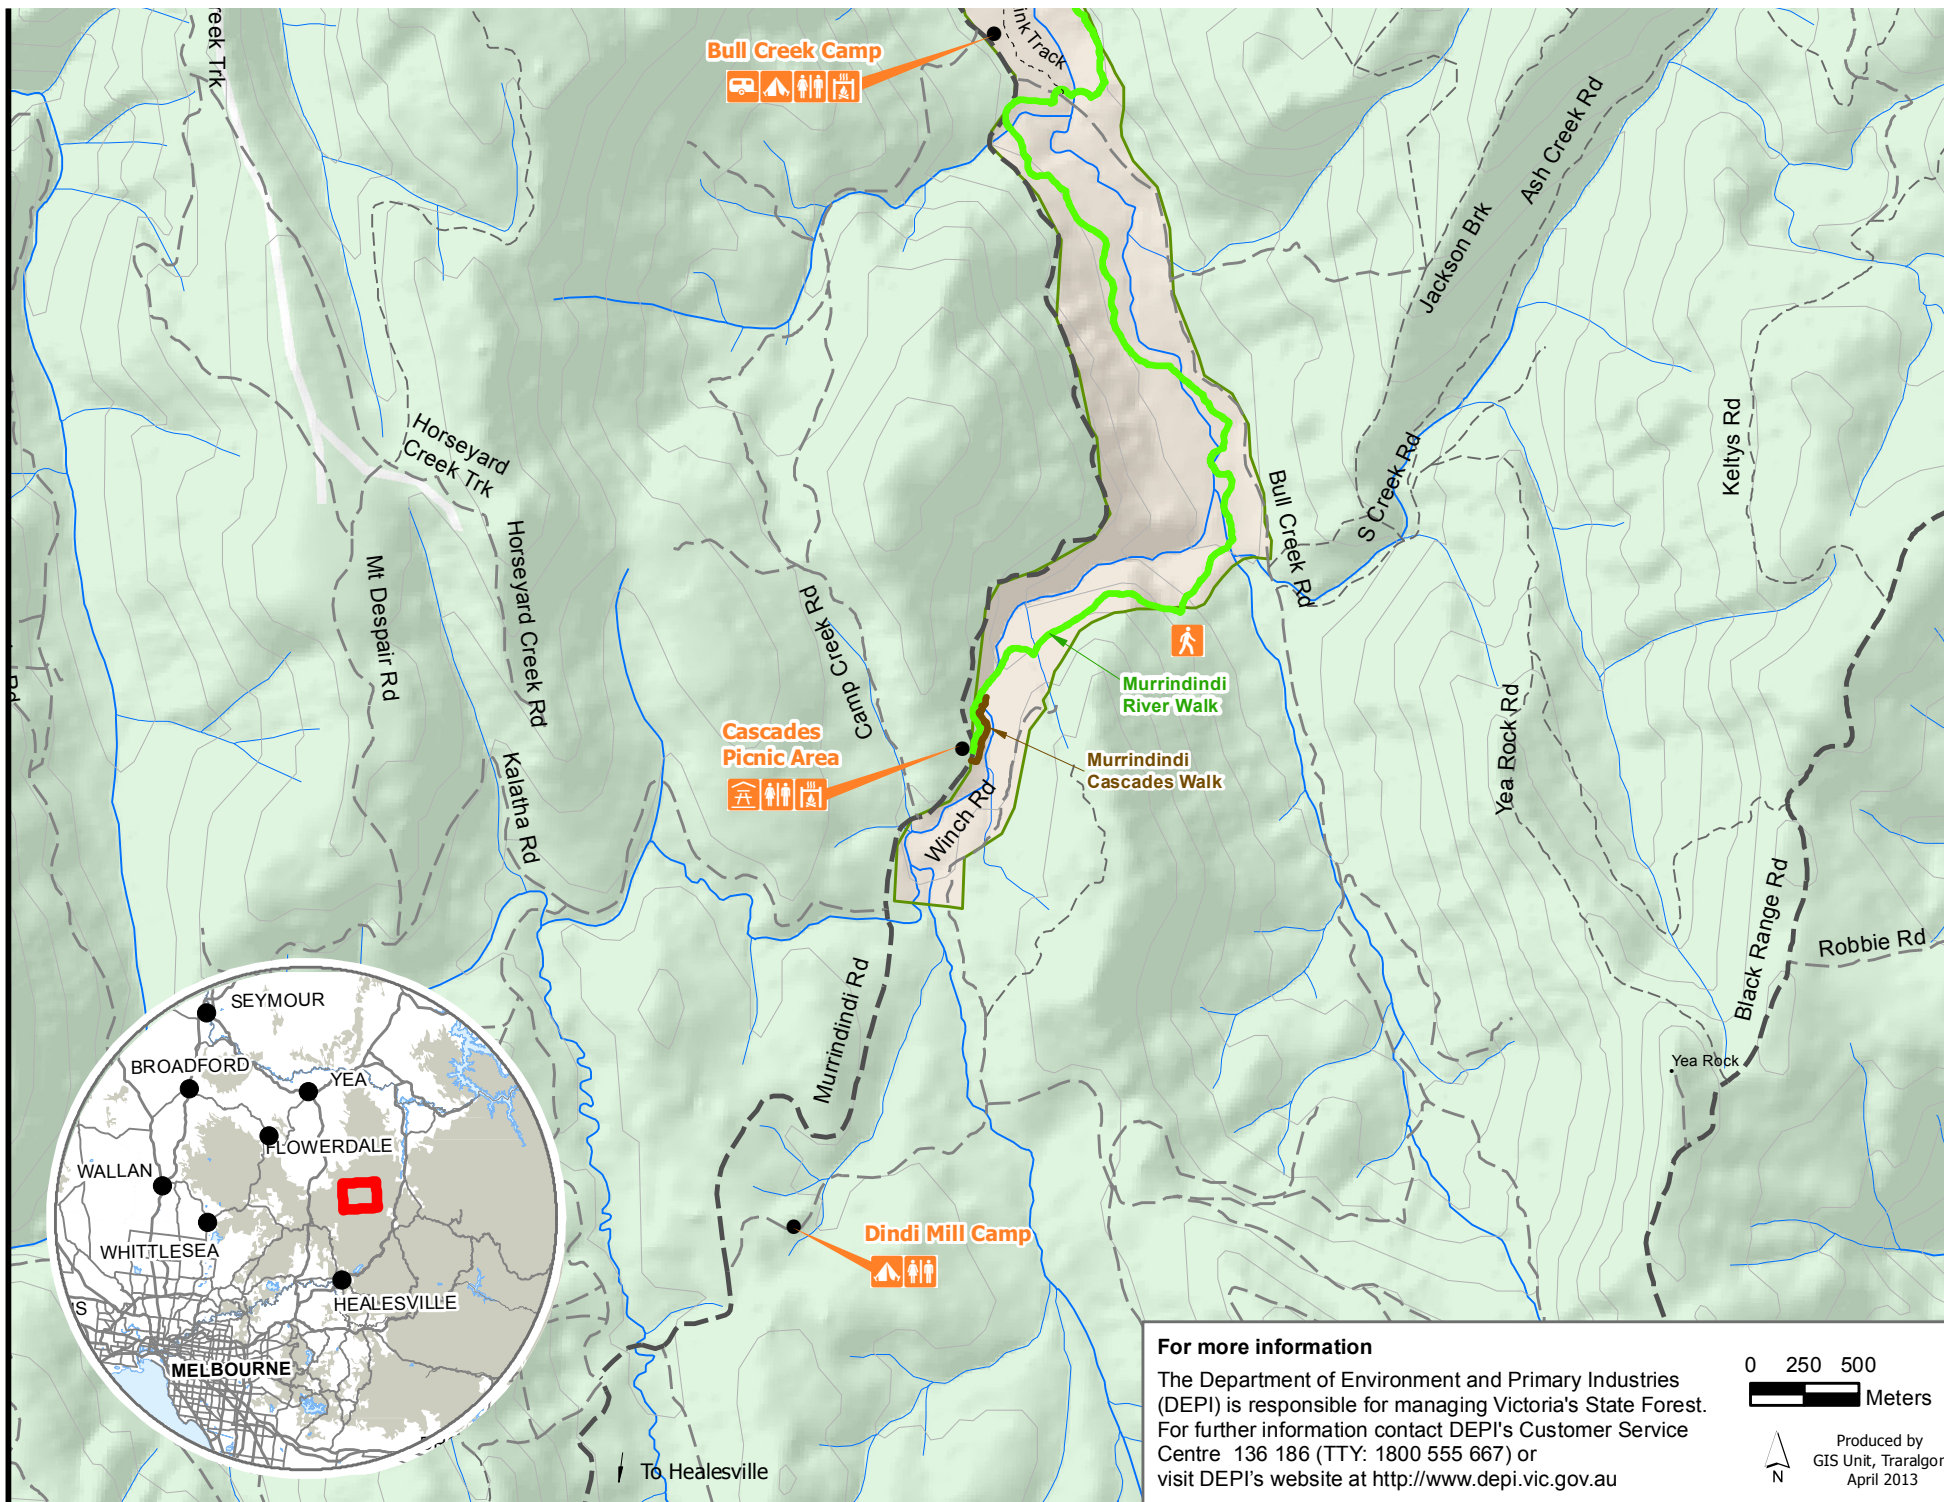 reek Trk
Bull Creek Camp
ink Track
Ash Creek Rd
Jackson Brk
Horseyard
Creek Trk
Keltys Rd
S Creek Rd
Bull Creek Rd
Horseyard Creek Rd
Mt Despair Rd
Camp Creek Rd
Rd
Murrindindi
River Walk
Cascades
Picnic Area
Murrindindi
Cascades Walk
Yea Rock Rd
Kalatha Rd
Winch Rd
Black Range Rd
Robbie Rd
Murrindindi Rd
Yea Rock
SEYMOUR
BROADFORD
YEA
FLOWERDALE
WALLAN
WHITTLESEA
HEALESVILLE
'S
MELBOURNE
Dindi Mill Camp
To Healesville
For more information
The Department of Environment and Primary Industries
(DEPI) is responsible for managing Victoria's State Forest.
For further information contact DEPI's Customer Service
Centre 136 186 (TTY: 1800 555 667) or
visit DEPI's website at http://www.depi.vic.gov.au
0 250 500
Meters
N
Produced by
GIS Unit, Traralgon
April 2013